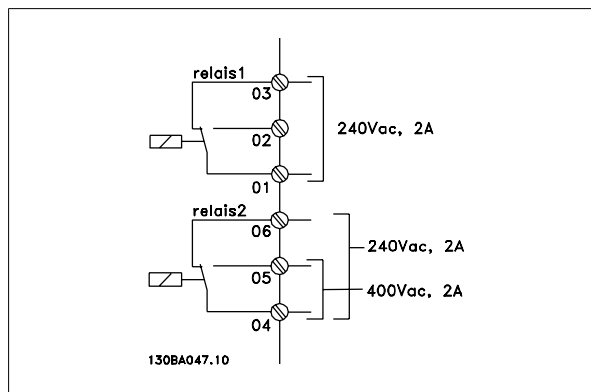 relais1
03
02
01
240Vac, 2A
relais2
06
05
04
240Vac, 2A
400Vac, 2A
130BA047.10